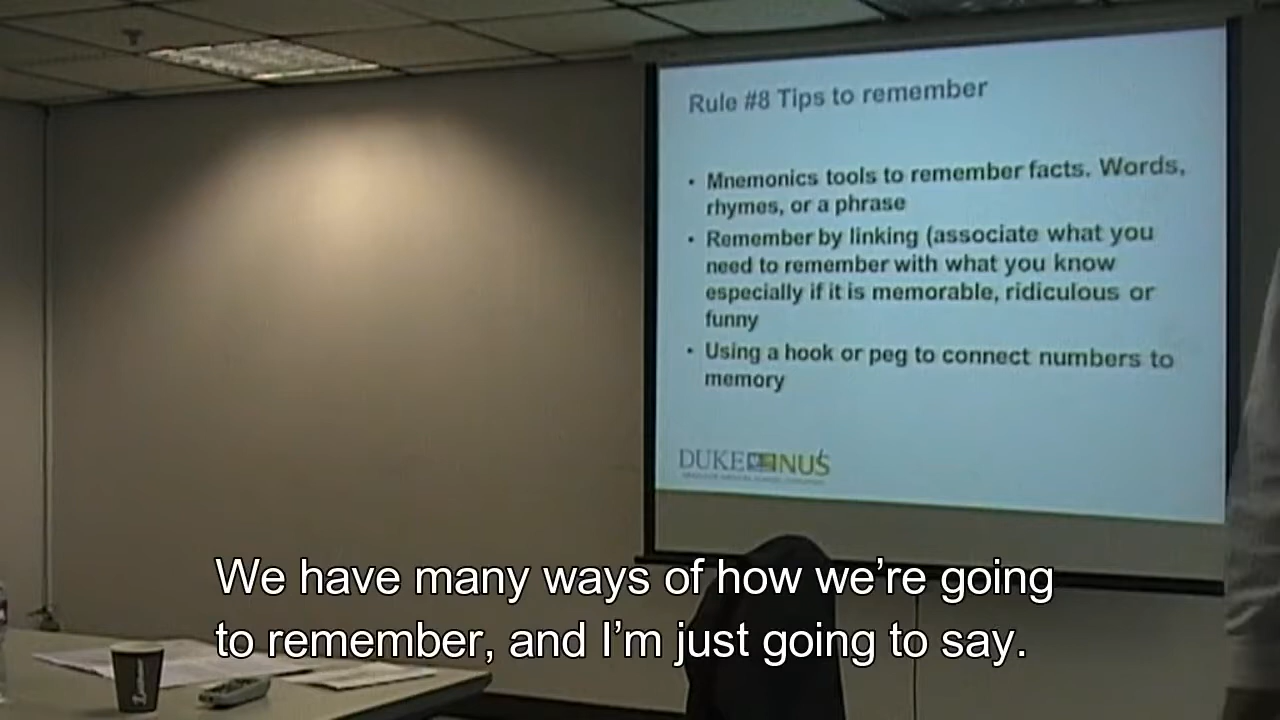 Rule #8 Tips to remember
• Mnemonics tools to remember facts. Words,
rhymes, or a phrase
• Remember by linking (associate what you
need to remember with what you know
especially if it is memorable, ridiculous or
funny
• Using a hook or peg to connect numbers to
memory
DUKE NUS
We have many ways of how we’re going
to remember, and I’m just going to say.